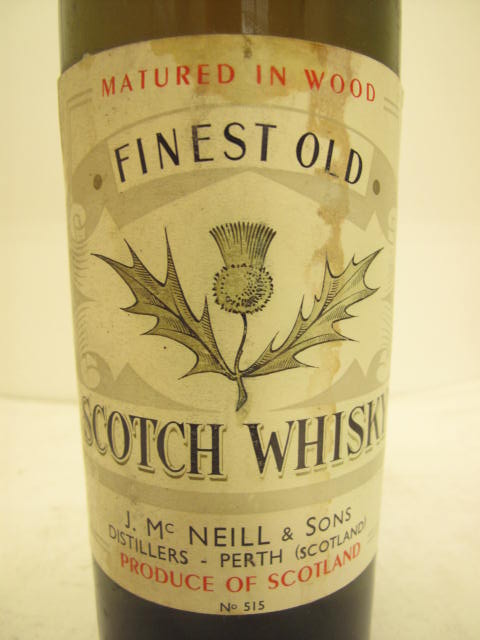 MATURED IN WOOD
FINEST OLD
SCOTCH WHISKY
J. Mc NEILL & SONS
DISTILLERS - PERTH (SCOTLAND)
PRODUCE OF SCOTLAND
No 515